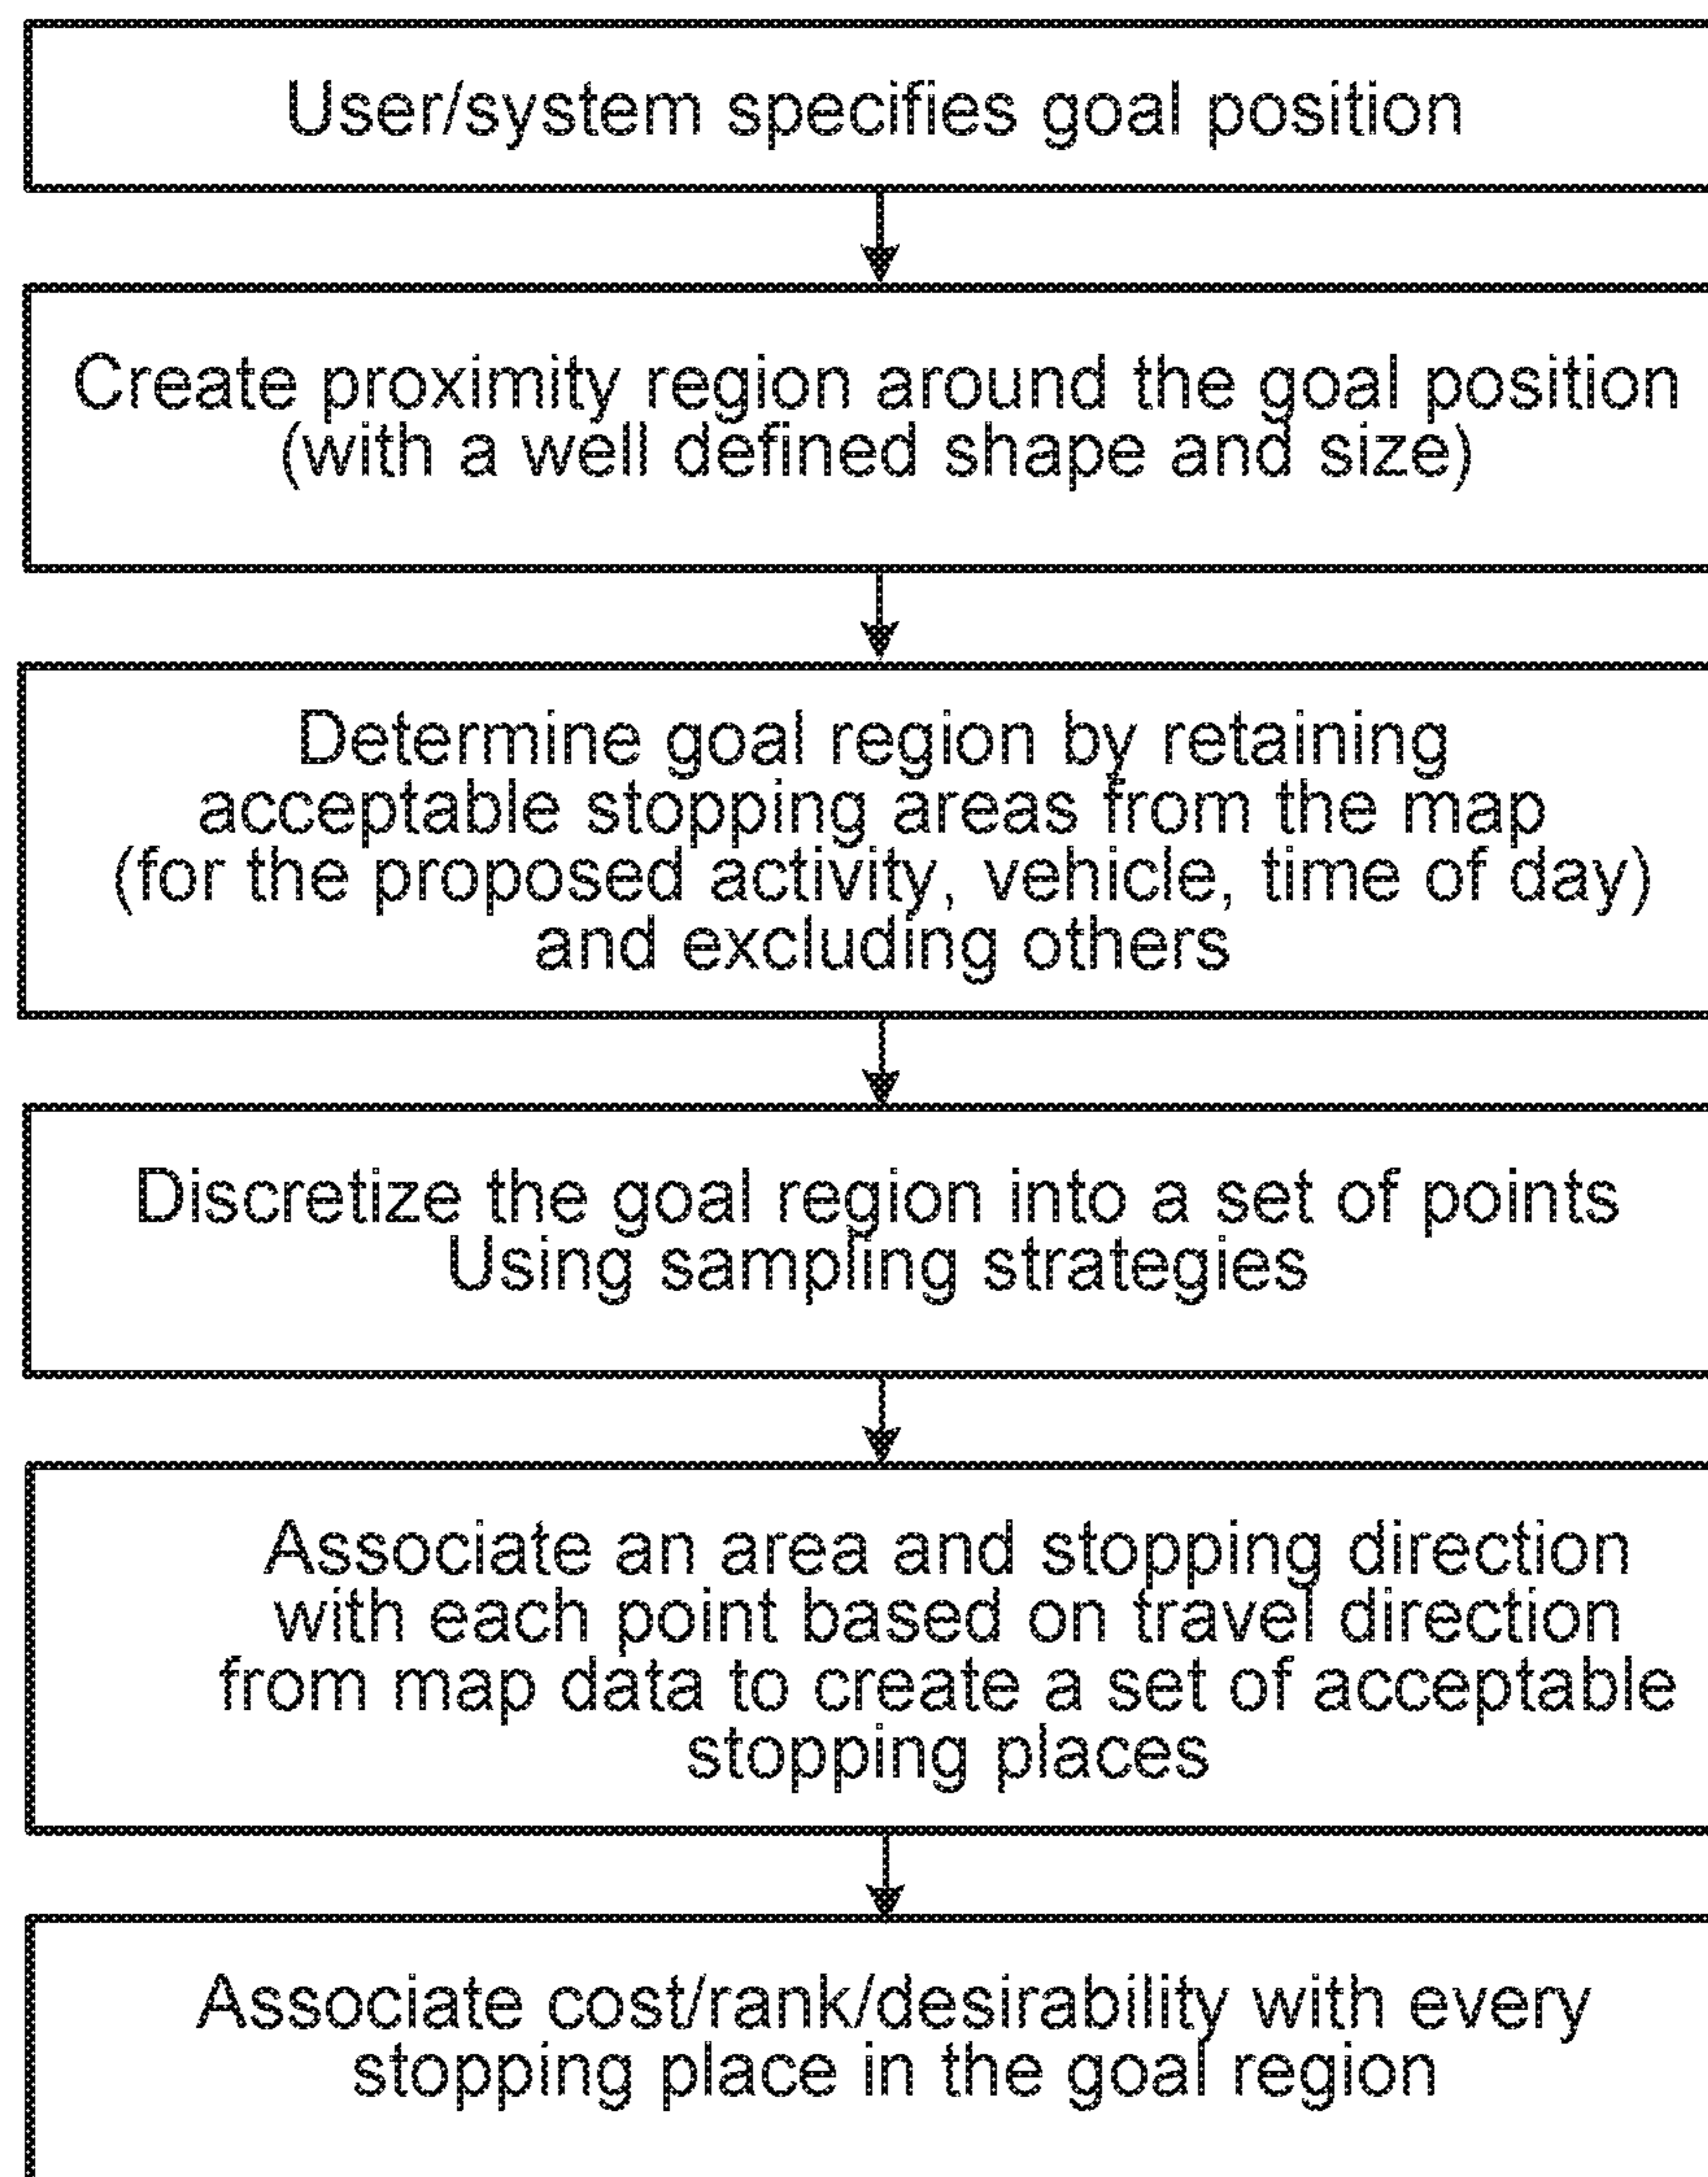 User/system specifies goal position
Create proximity region around the goal position
(with a well defined shape and size)
Determine goal region by retaining
acceptable stopping areas from the map
(for the proposed activity, vehicle, time of day)
and excluding others
Discretize the goal region into a set of points
Using sampling strategies
Associate an area and stopping direction
with each point based on travel direction
from map data to create a set of acceptable
stopping places
Associate cost/rank/desirability with every
stopping place in the goal region